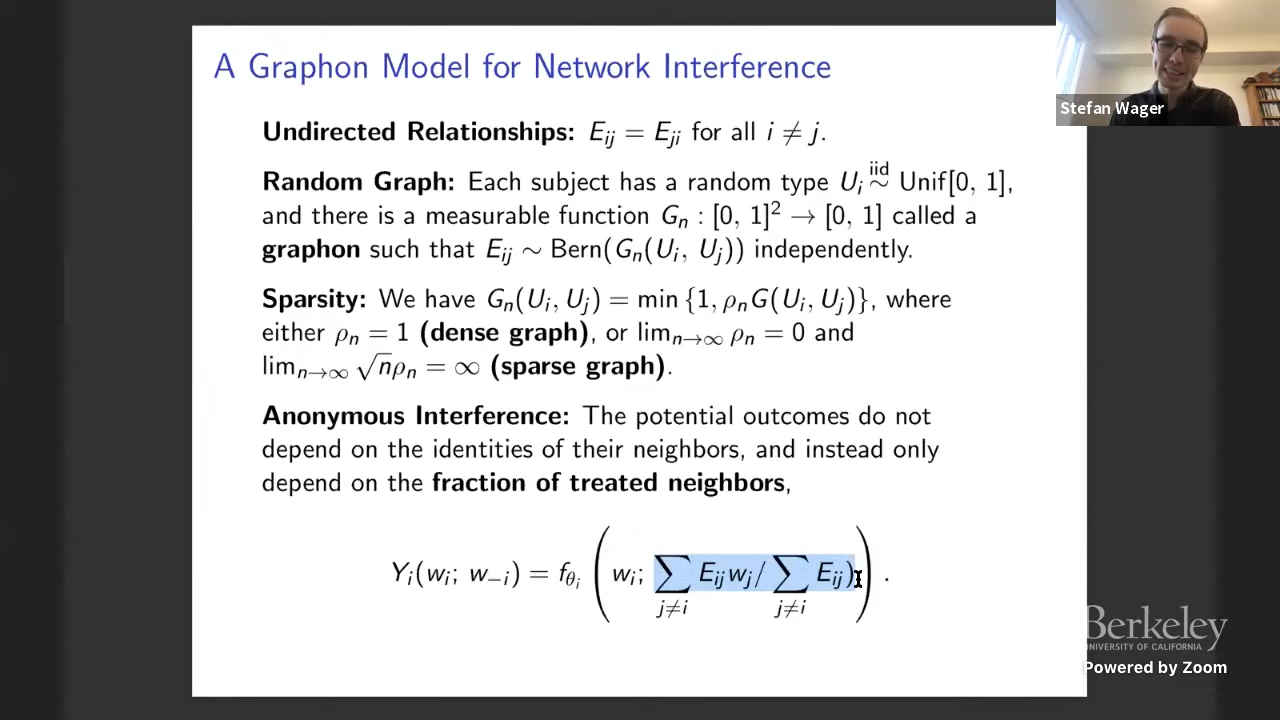 A Graphon Model for Network Interference
Stefan Wager
Undirected Relationships: E_ij = E_ji for all i ≠ j.
Random Graph: Each subject has a random type U_i iid ∼ Unif[0, 1],
and there is a measurable function G_n : [0, 1]² → [0, 1] called a
graphon such that E_ij ∼ Bern(G_n(U_i, U_j)) independently.
Sparsity: We have G_n(U_i, U_j) = min {1, ρ_n G(U_i, U_j)}, where
either ρ_n = 1 (dense graph), or lim_{n→∞} ρ_n = 0 and
lim_{n→∞} √n ρ_n = ∞ (sparse graph).
Anonymous Interference: The potential outcomes do not
depend on the identities of their neighbors, and instead only
depend on the fraction of treated neighbors,
Y_i(w_i; w_{−i}) = f_{θ_i} ( w_i; ∑_{j≠i} E_ij w_j / ∑_{j≠i} E_ij) ) .
Berkeley
UNIVERSITY OF CALIFORNIA
Powered by Zoom